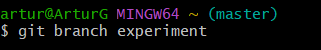 artur@ArturG MINGW64 ~ (master)
$ git branch experiment